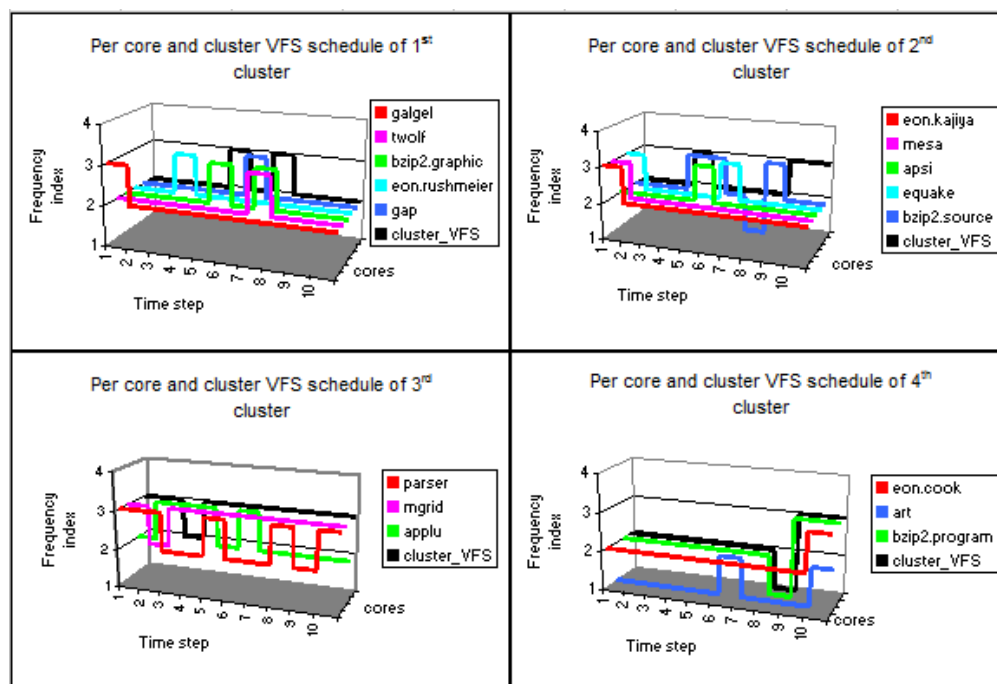 Per core and cluster VFS schedule of 1st
cluster
4
3
2
1
Frequency
index
1
2
3
4
5
6
7
8
9
10
Time step
cores
galgel
twolf
bzip2.graphic
eon.rushmeier
gap
cluster_VFS
Per core and cluster VFS schedule of 2nd
cluster
4
3
2
1
Frequency
index
1
2
3
4
5
6
7
8
9
10
Time step
cores
eon.kajiya
mesa
apsi
equake
bzip2.source
cluster_VFS
Per core and cluster VFS schedule of 3rd
cluster
4
3
2
1
Frequency
index
1
2
3
4
5
6
7
8
9
10
Time step
cores
parser
mgrid
applu
cluster_VFS
Per core and cluster VFS schedule of 4th
cluster
4
3
2
1
Frequency
index
1
2
3
4
5
6
7
8
9
10
Time step
cores
eon.cook
art
bzip2.program
cluster_VFS